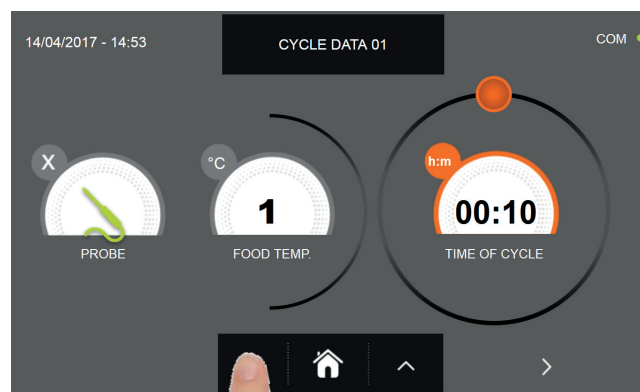 14/04/2017 - 14:53
CYCLE DATA 01
COM
X
°C
h:m
1
00:10
PROBE
FOOD TEMP.
TIME OF CYCLE